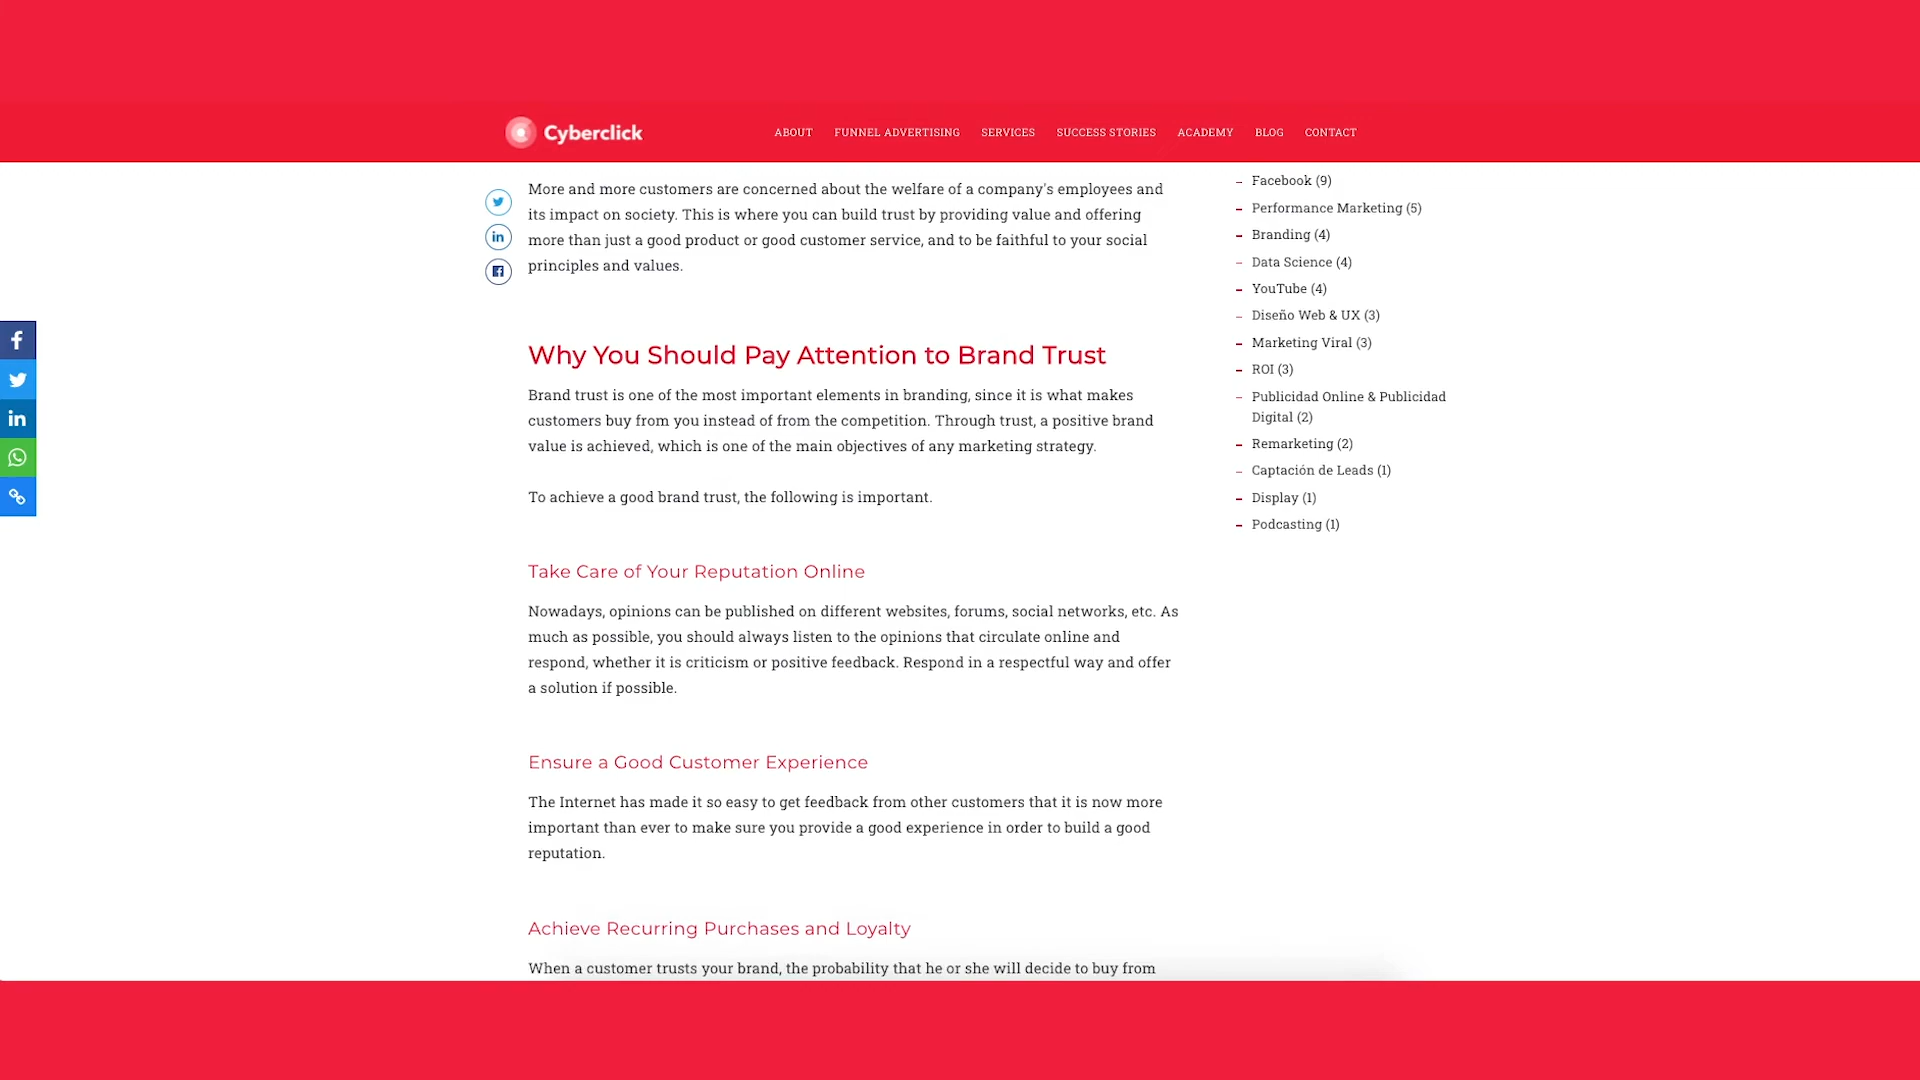 Cyberclick
ABOUT FUNNEL ADVERTISING SERVICES SUCCESS STORIES ACADEMY BLOG CONTACT
More and more customers are concerned about the welfare of a company's employees and
its impact on society. This is where you can build trust by providing value and offering
more than just a good product or good customer service, and to be faithful to your social
principles and values.
Why You Should Pay Attention to Brand Trust
Brand trust is one of the most important elements in branding, since it is what makes
customers buy from you instead of from the competition. Through trust, a positive brand
value is achieved, which is one of the main objectives of any marketing strategy.
To achieve a good brand trust, the following is important.
Take Care of Your Reputation Online
Nowadays, opinions can be published on different websites, forums, social networks, etc. As
much as possible, you should always listen to the opinions that circulate online and
respond, whether it is criticism or positive feedback. Respond in a respectful way and offer
a solution if possible.
Ensure a Good Customer Experience
The Internet has made it so easy to get feedback from other customers that it is now more
important than ever to make sure you provide a good experience in order to build a good
reputation.
Achieve Recurring Purchases and Loyalty
When a customer trusts your brand, the probability that he or she will decide to buy from
Facebook (9)
Performance Marketing (5)
Branding (4)
Data Science (4)
YouTube (4)
Diseño Web & UX (3)
Marketing Viral (3)
ROI (3)
Publicidad Online & Publicidad
Digital (2)
Remarketing (2)
Captación de Leads (1)
Display (1)
Podcasting (1)